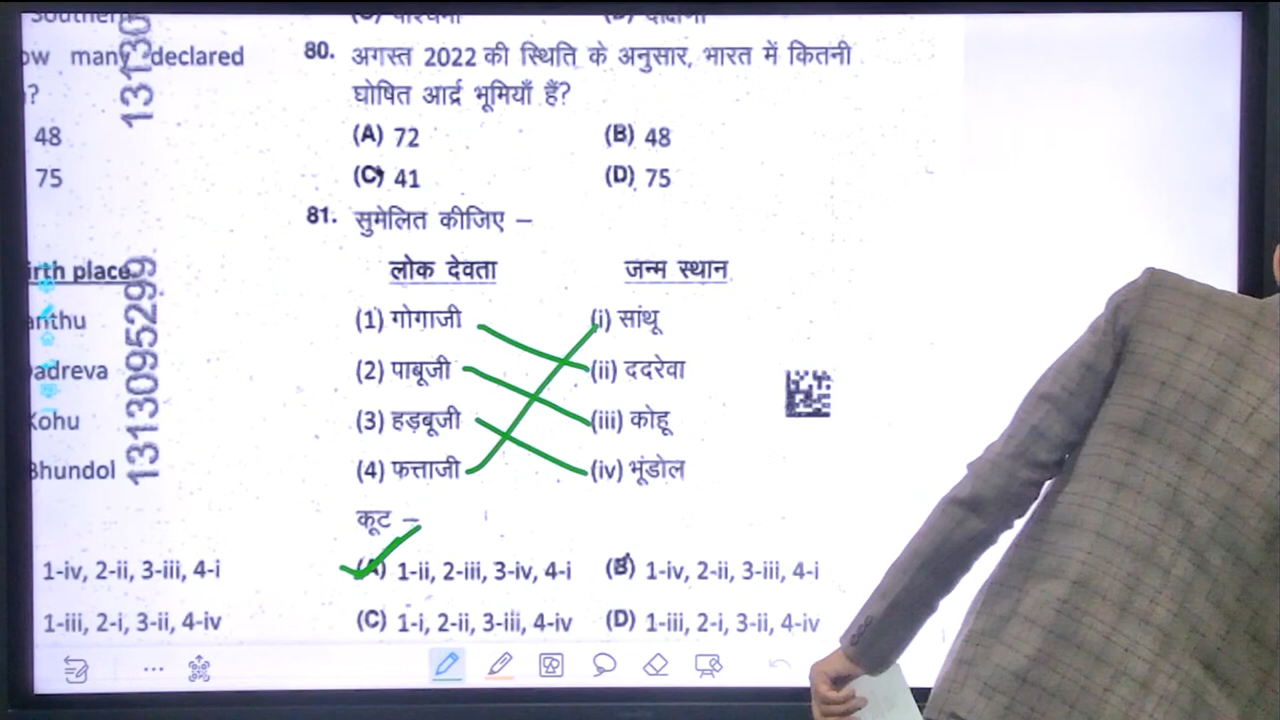 ow many declared
?
48
75
irth place
anthu
adreva
Kohu
Bhundol
1-iv, 2-ii, 3-iii, 4-i
1-iii, 2-i, 3-ii, 4-iv
13130
1313095299
80. अगस्त 2022 की स्थिति के अनुसार, भारत में कितनी
घोषित आर्द्र भूमियाँ हैं?
(A) 72 (B) 48
(C) 41 (D) 75
81. सुमेलित कीजिए –
लोक देवता जन्म स्थान
(1) गोगाजी (i) सांथू
(2) पाबूजी (ii) ददरेवा
(3) हड़बूजी (iii) कोहू
(4) फत्ताजी (iv) भूंडोल
कूट –
(A) 1-ii, 2-iii, 3-iv, 4-i (B) 1-iv, 2-ii, 3-iii, 4-i
(C) 1-i, 2-ii, 3-iii, 4-iv (D) 1-iii, 2-i, 3-ii, 4-iv